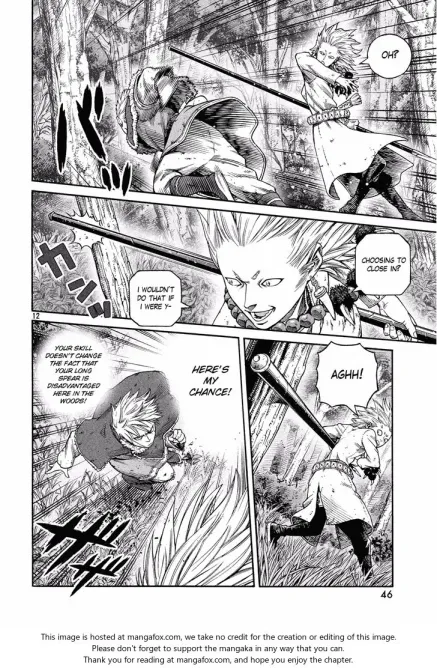 OH?
バッ
CHOOSING TO
CLOSE IN?
I WOULDN'T
DO THAT IF
I WERE Y-
12
AGHH!
HERE'S
MY
CHANCE!
YOUR SKILL
DOESN'T CHANGE
THE FACT THAT
YOUR LONG
SPEAR IS
DISADVANTAGED
HERE IN THE
WOODS!
46
This image is hosted at mangafox.com, we take no credit for the creation or editing of this image.
Please don't forget to support the mangaka in any way that you can.
Thank you for reading at mangafox.com, and hope you enjoy the chapter.